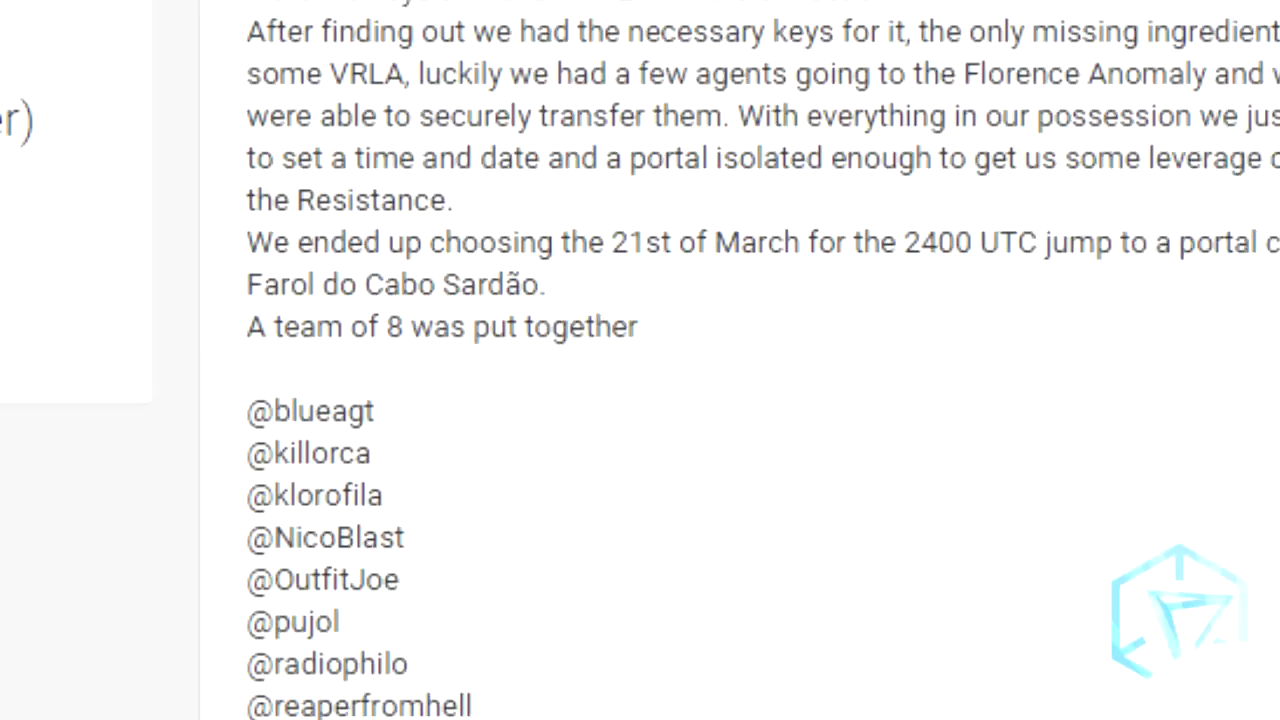 er)
After finding out we had the necessary keys for it, the only missing ingredient
some VRLA, luckily we had a few agents going to the Florence Anomaly and
were able to securely transfer them. With everything in our possession we
to set a time and date and a portal isolated enough to get us some leverage
the Resistance.
We ended up choosing the 21st of March for the 2400 UTC jump to a portal
Farol do Cabo Sardão.
A team of 8 was put together
@blueagt
@killorca
@klorofila
@NicoBlast
@OutfitJoe
@pujol
@radiophilo
@reaperfromhell